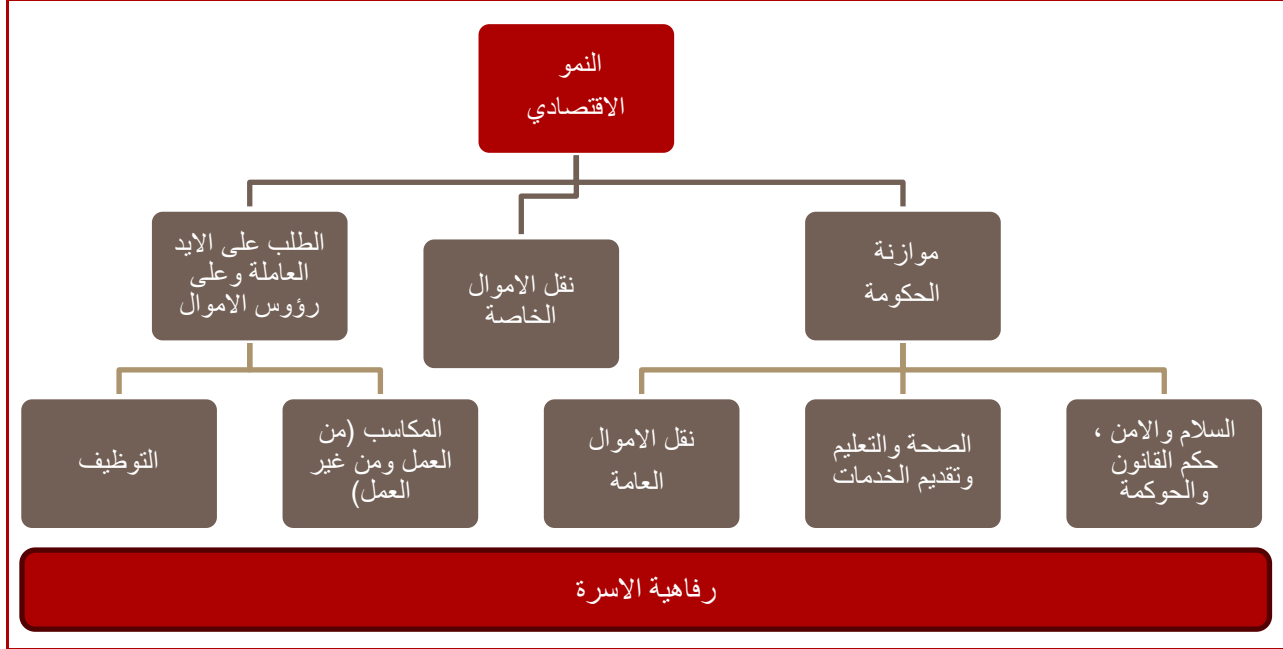 النمو
الاقتصادي
موازنة
الحكومة
نقل الاموال
الخاصة
الطلب على الايد
العاملة وعلى
رؤوس الاموال
السلام والامن ،
حكم القانون
والحوكمة
الصحة والتعليم
وتقديم الخدمات
نقل الاموال
العامة
المكاسب (من
العمل ومن غير
العمل)
التوظيف
رفاهية الاسرة